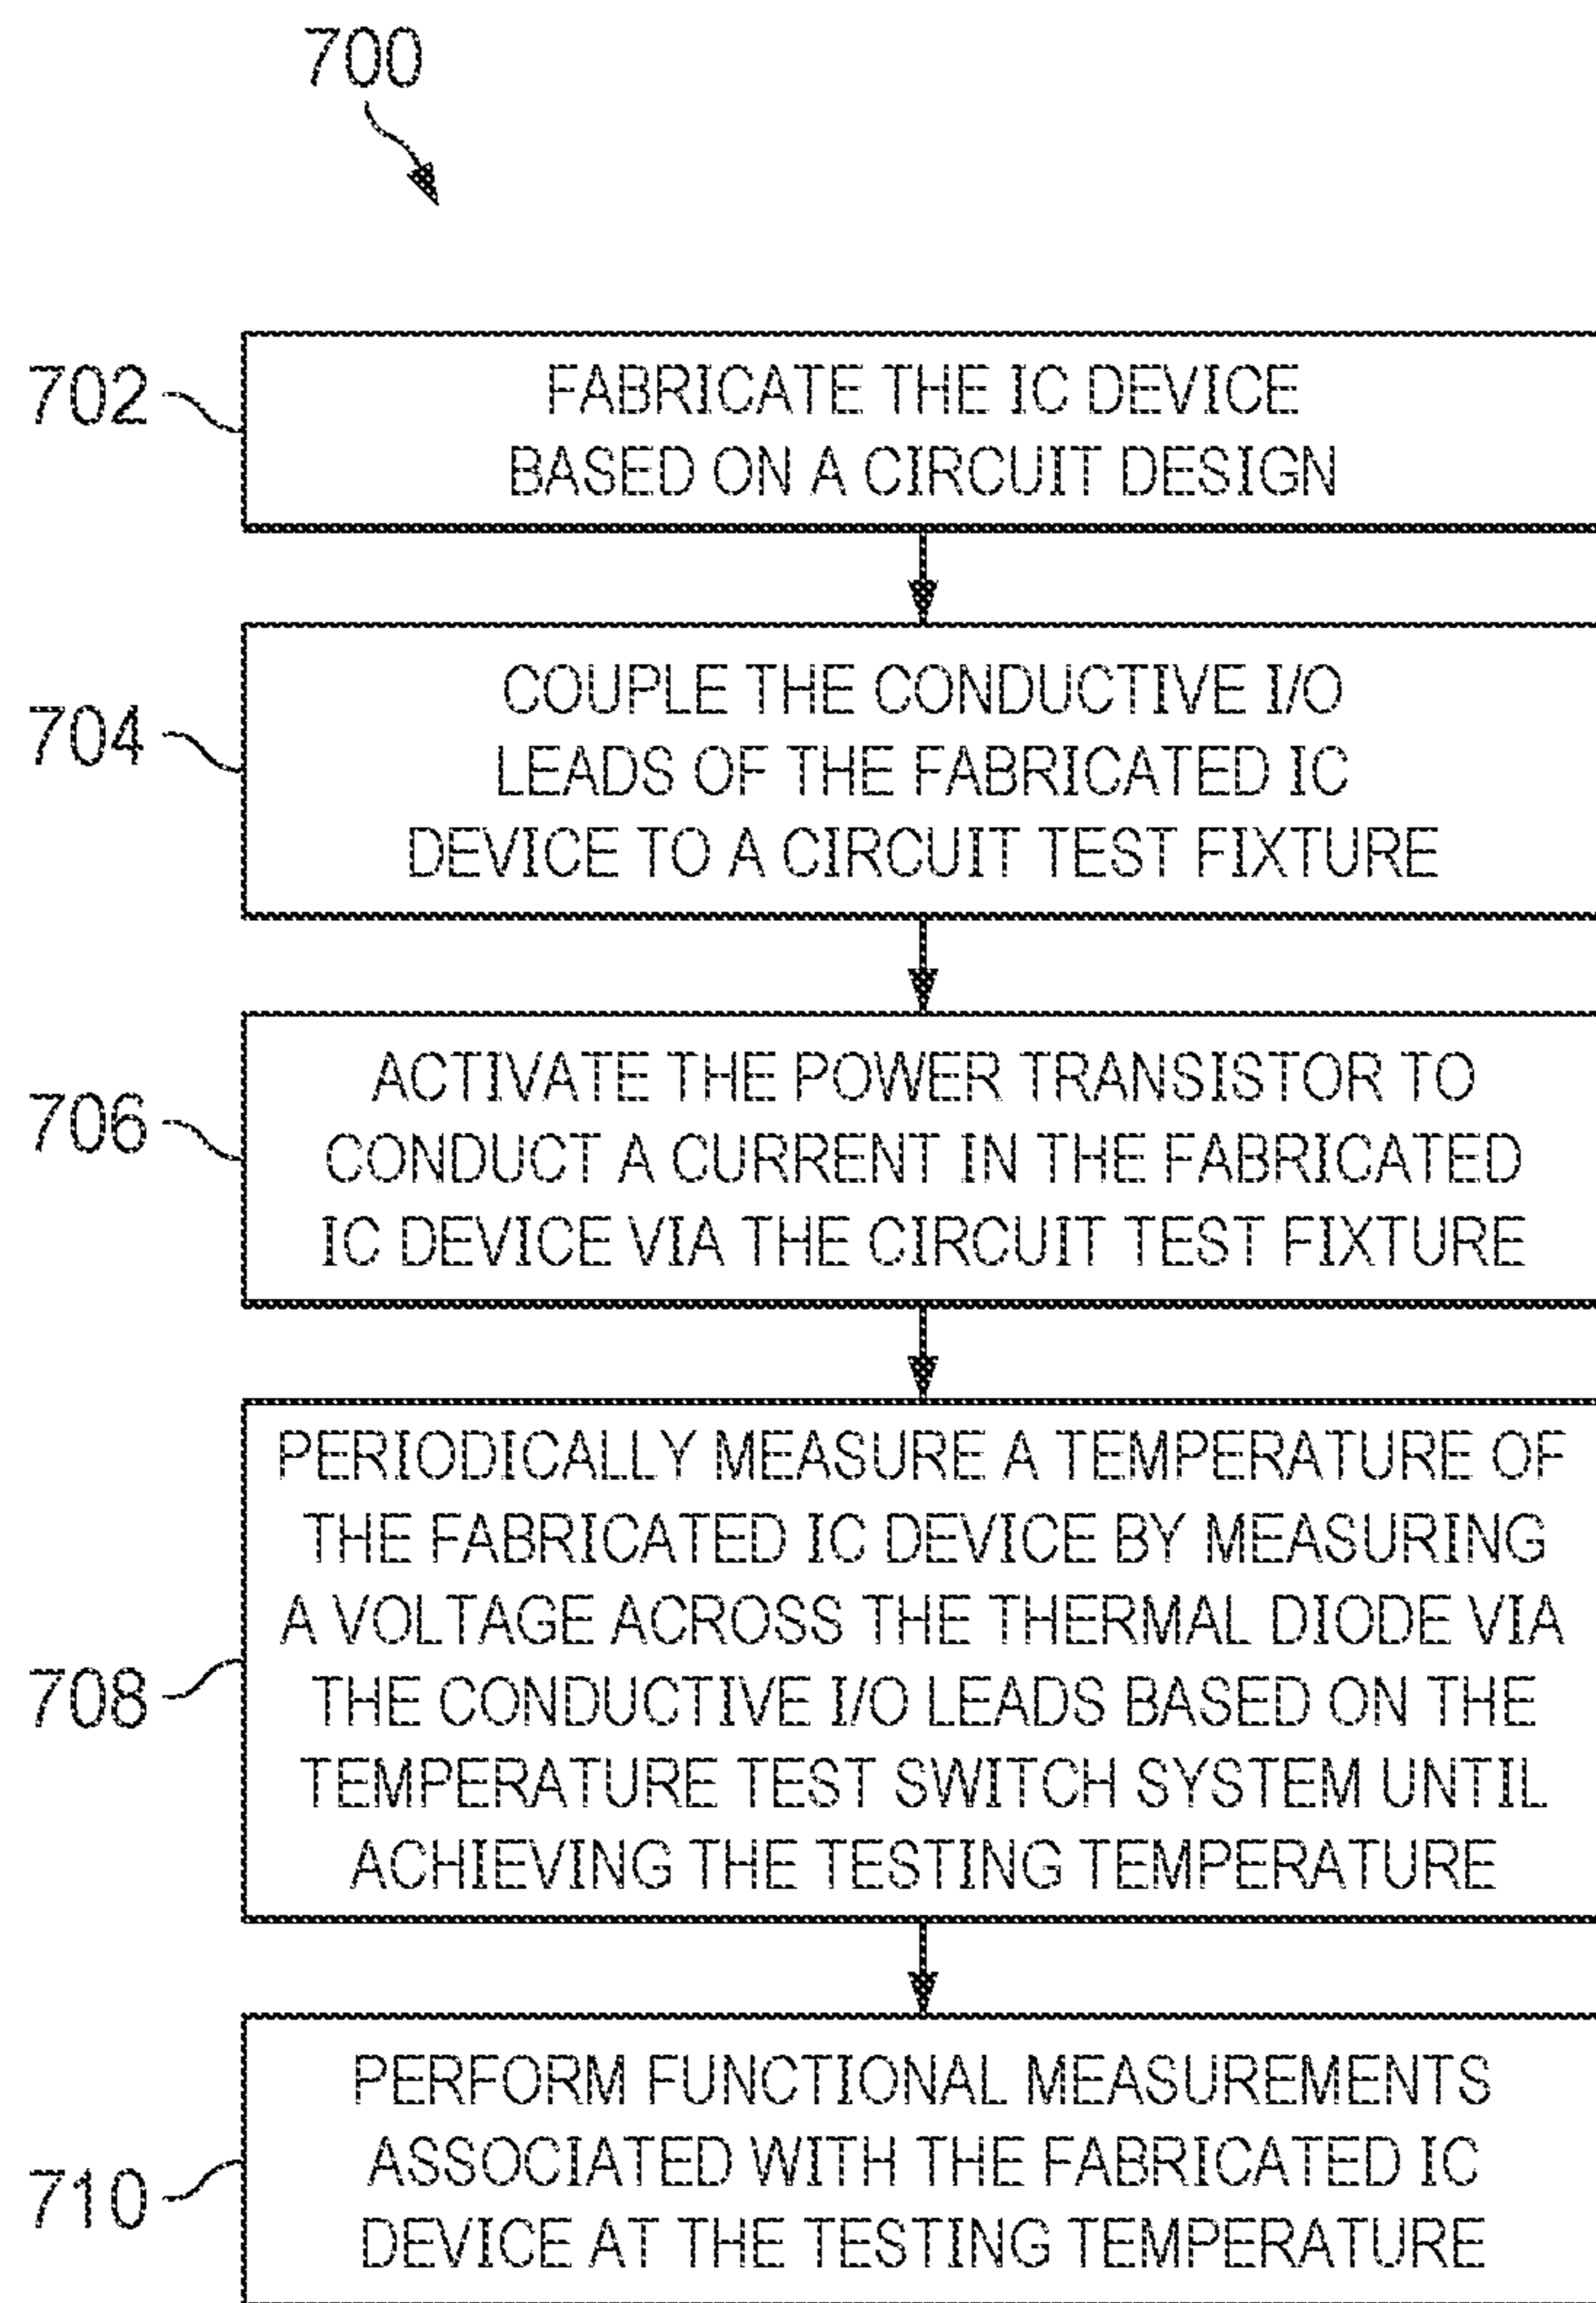 700
702
FABRICATE THE IC DEVICE
BASED ON A CIRCUIT DESIGN
704
COUPLE THE CONDUCTIVE I/O
LEADS OF THE FABRICATED IC
DEVICE TO A CIRCUIT TEST FIXTURE
706
ACTIVATE THE POWER TRANSISTOR TO
CONDUCT A CURRENT IN THE FABRICATED
IC DEVICE VIA THE CIRCUIT TEST FIXTURE
708
PERIODICALLY MEASURE A TEMPERATURE OF
THE FABRICATED IC DEVICE BY MEASURING
A VOLTAGE ACROSS THE THERMAL DIODE VIA
THE CONDUCTIVE I/O LEADS BASED ON THE
TEMPERATURE TEST SWITCH SYSTEM UNTIL
ACHIEVING THE TESTING TEMPERATURE
710
PERFORM FUNCTIONAL MEASUREMENTS
ASSOCIATED WITH THE FABRICATED IC
DEVICE AT THE TESTING TEMPERATURE